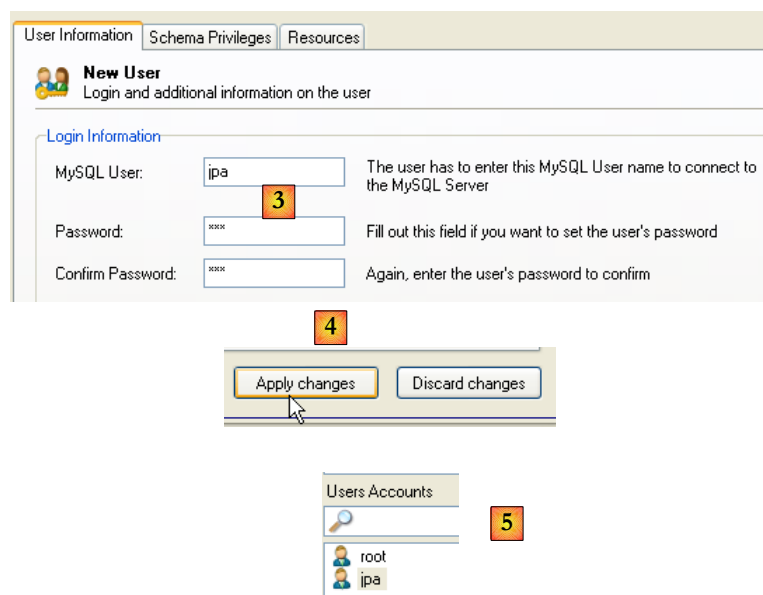 User Information Schema Privileges Resources
New User
Login and additional information on the user
Login Information
MySQL User: jpa The user has to enter this MySQL User name to connect to
the MySQL Server
3
Password: *** Fill out this field if you want to set the user's password
Confirm Password: *** Again, enter the user's password to confirm
4
Apply changes Discard changes
Users Accounts
5
root
jpa